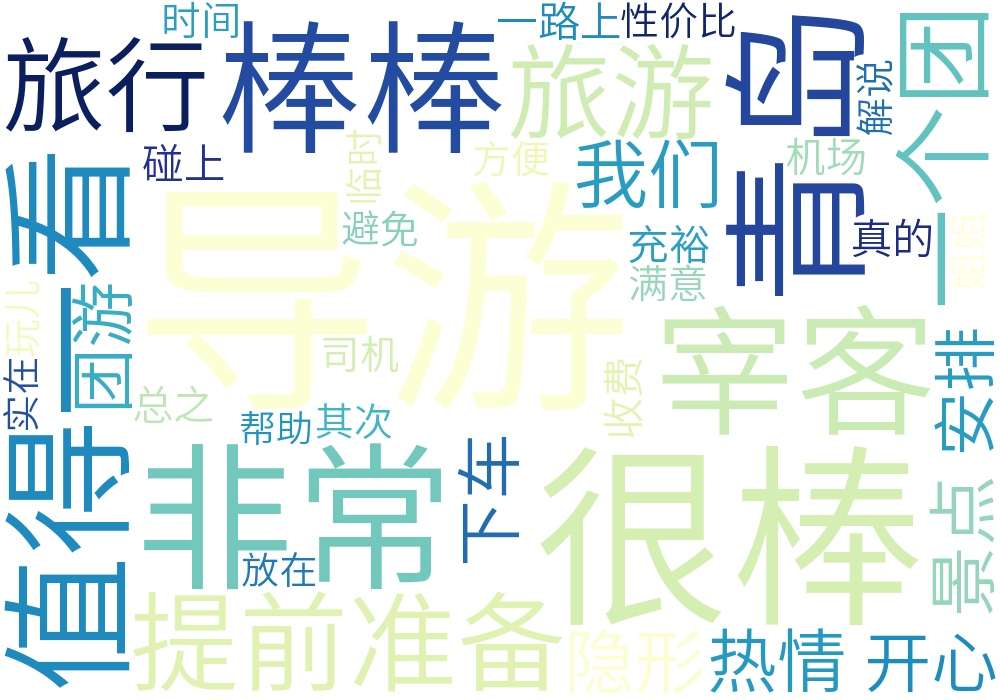 时间
一路上
性价比
旅行
棒棒
旅游
青岛
解说
一个团
碰上
临时
方便
我们
机场
看
导游
避免
充裕
真的
姐姐
满意
玩儿
一团游
宰客
司机
实在
总之
收费
安排
帮助
其次
值得
非常
下车
很棒
景点
放在
提前准备
隐形
热情
开心